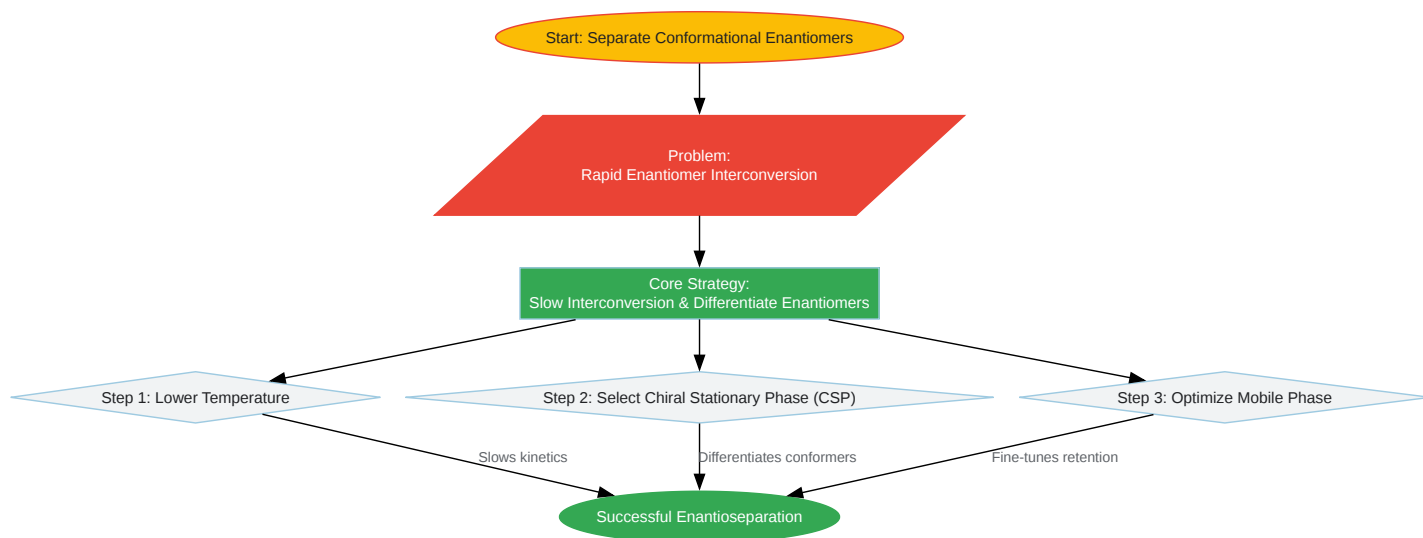 Start: Separate Conformational Enantiomers
Problem:
Rapid Enantiomer Interconversion
Core Strategy:
Slow Interconversion & Differentiate Enantiomers
Step 1: Lower Temperature
Step 2: Select Chiral Stationary Phase (CSP)
Step 3: Optimize Mobile Phase
Slows kinetics
Differentiates conformers
Fine-tunes retention
Successful Enantioseparation